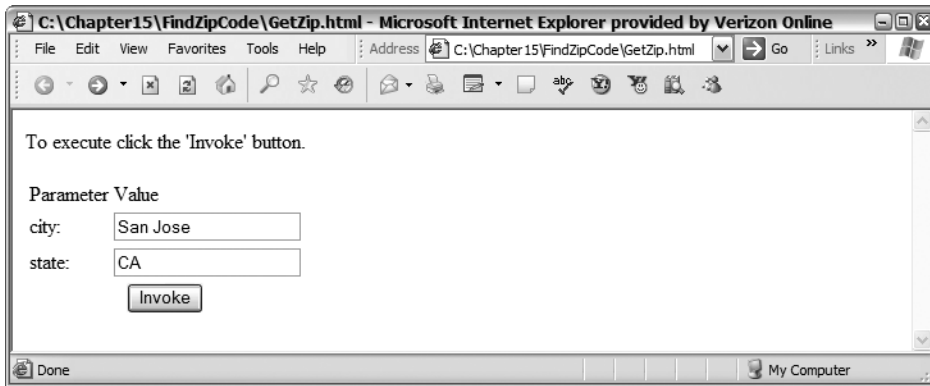 C:\Chapter15\FindZipCode\GetZip.html - Microsoft Internet Explorer provided by Verizon Online
File Edit View Favorites Tools Help Address C:\Chapter15\FindZipCode\GetZip.html Go Links »
abc
To execute click the 'Invoke' button.
Parameter Value
city: San Jose
state: CA
Invoke
Done My Computer